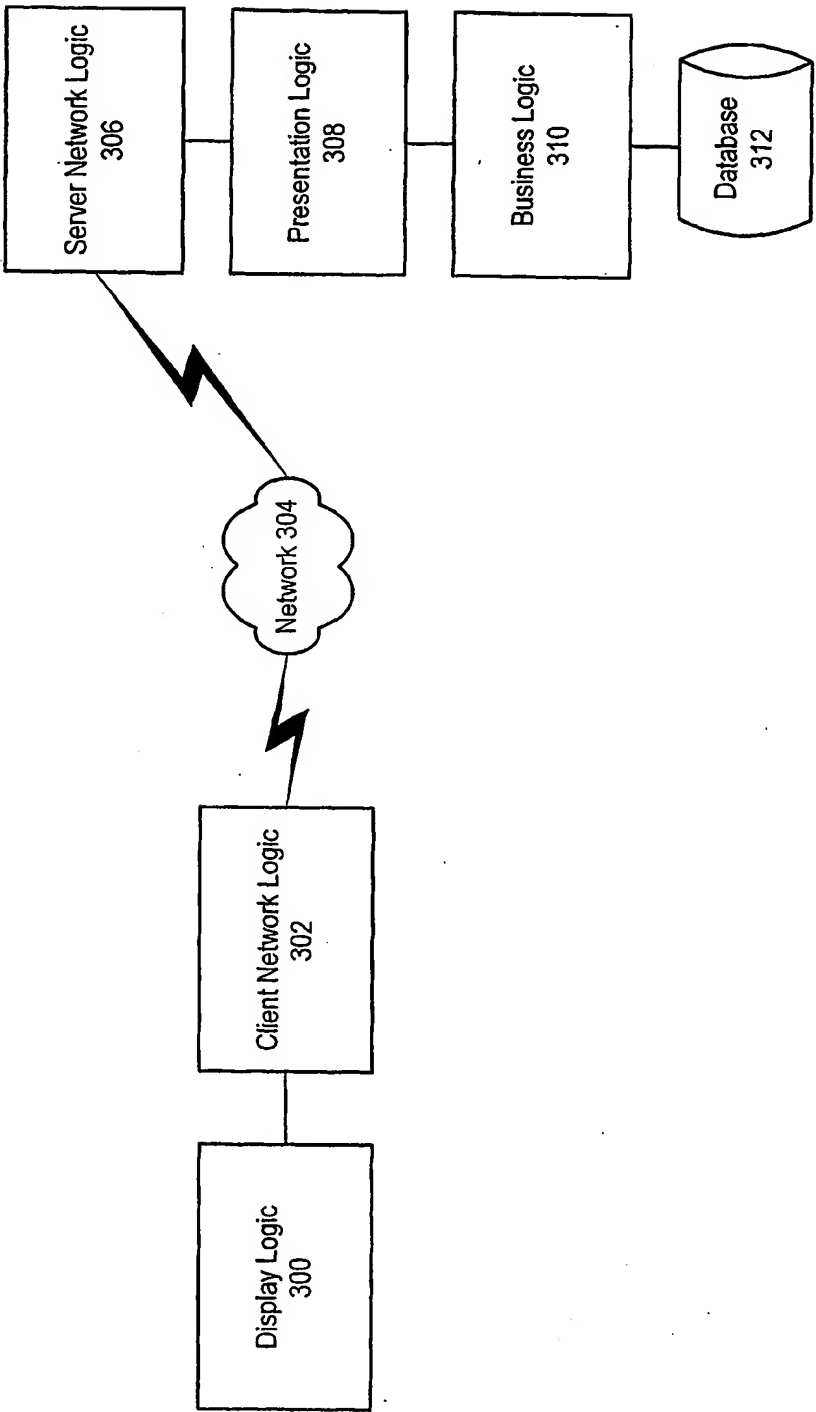 Display Logic
300
Client Network Logic
302
Network 304
Server Network Logic
306
Presentation Logic
308
Business Logic
310
Database
312